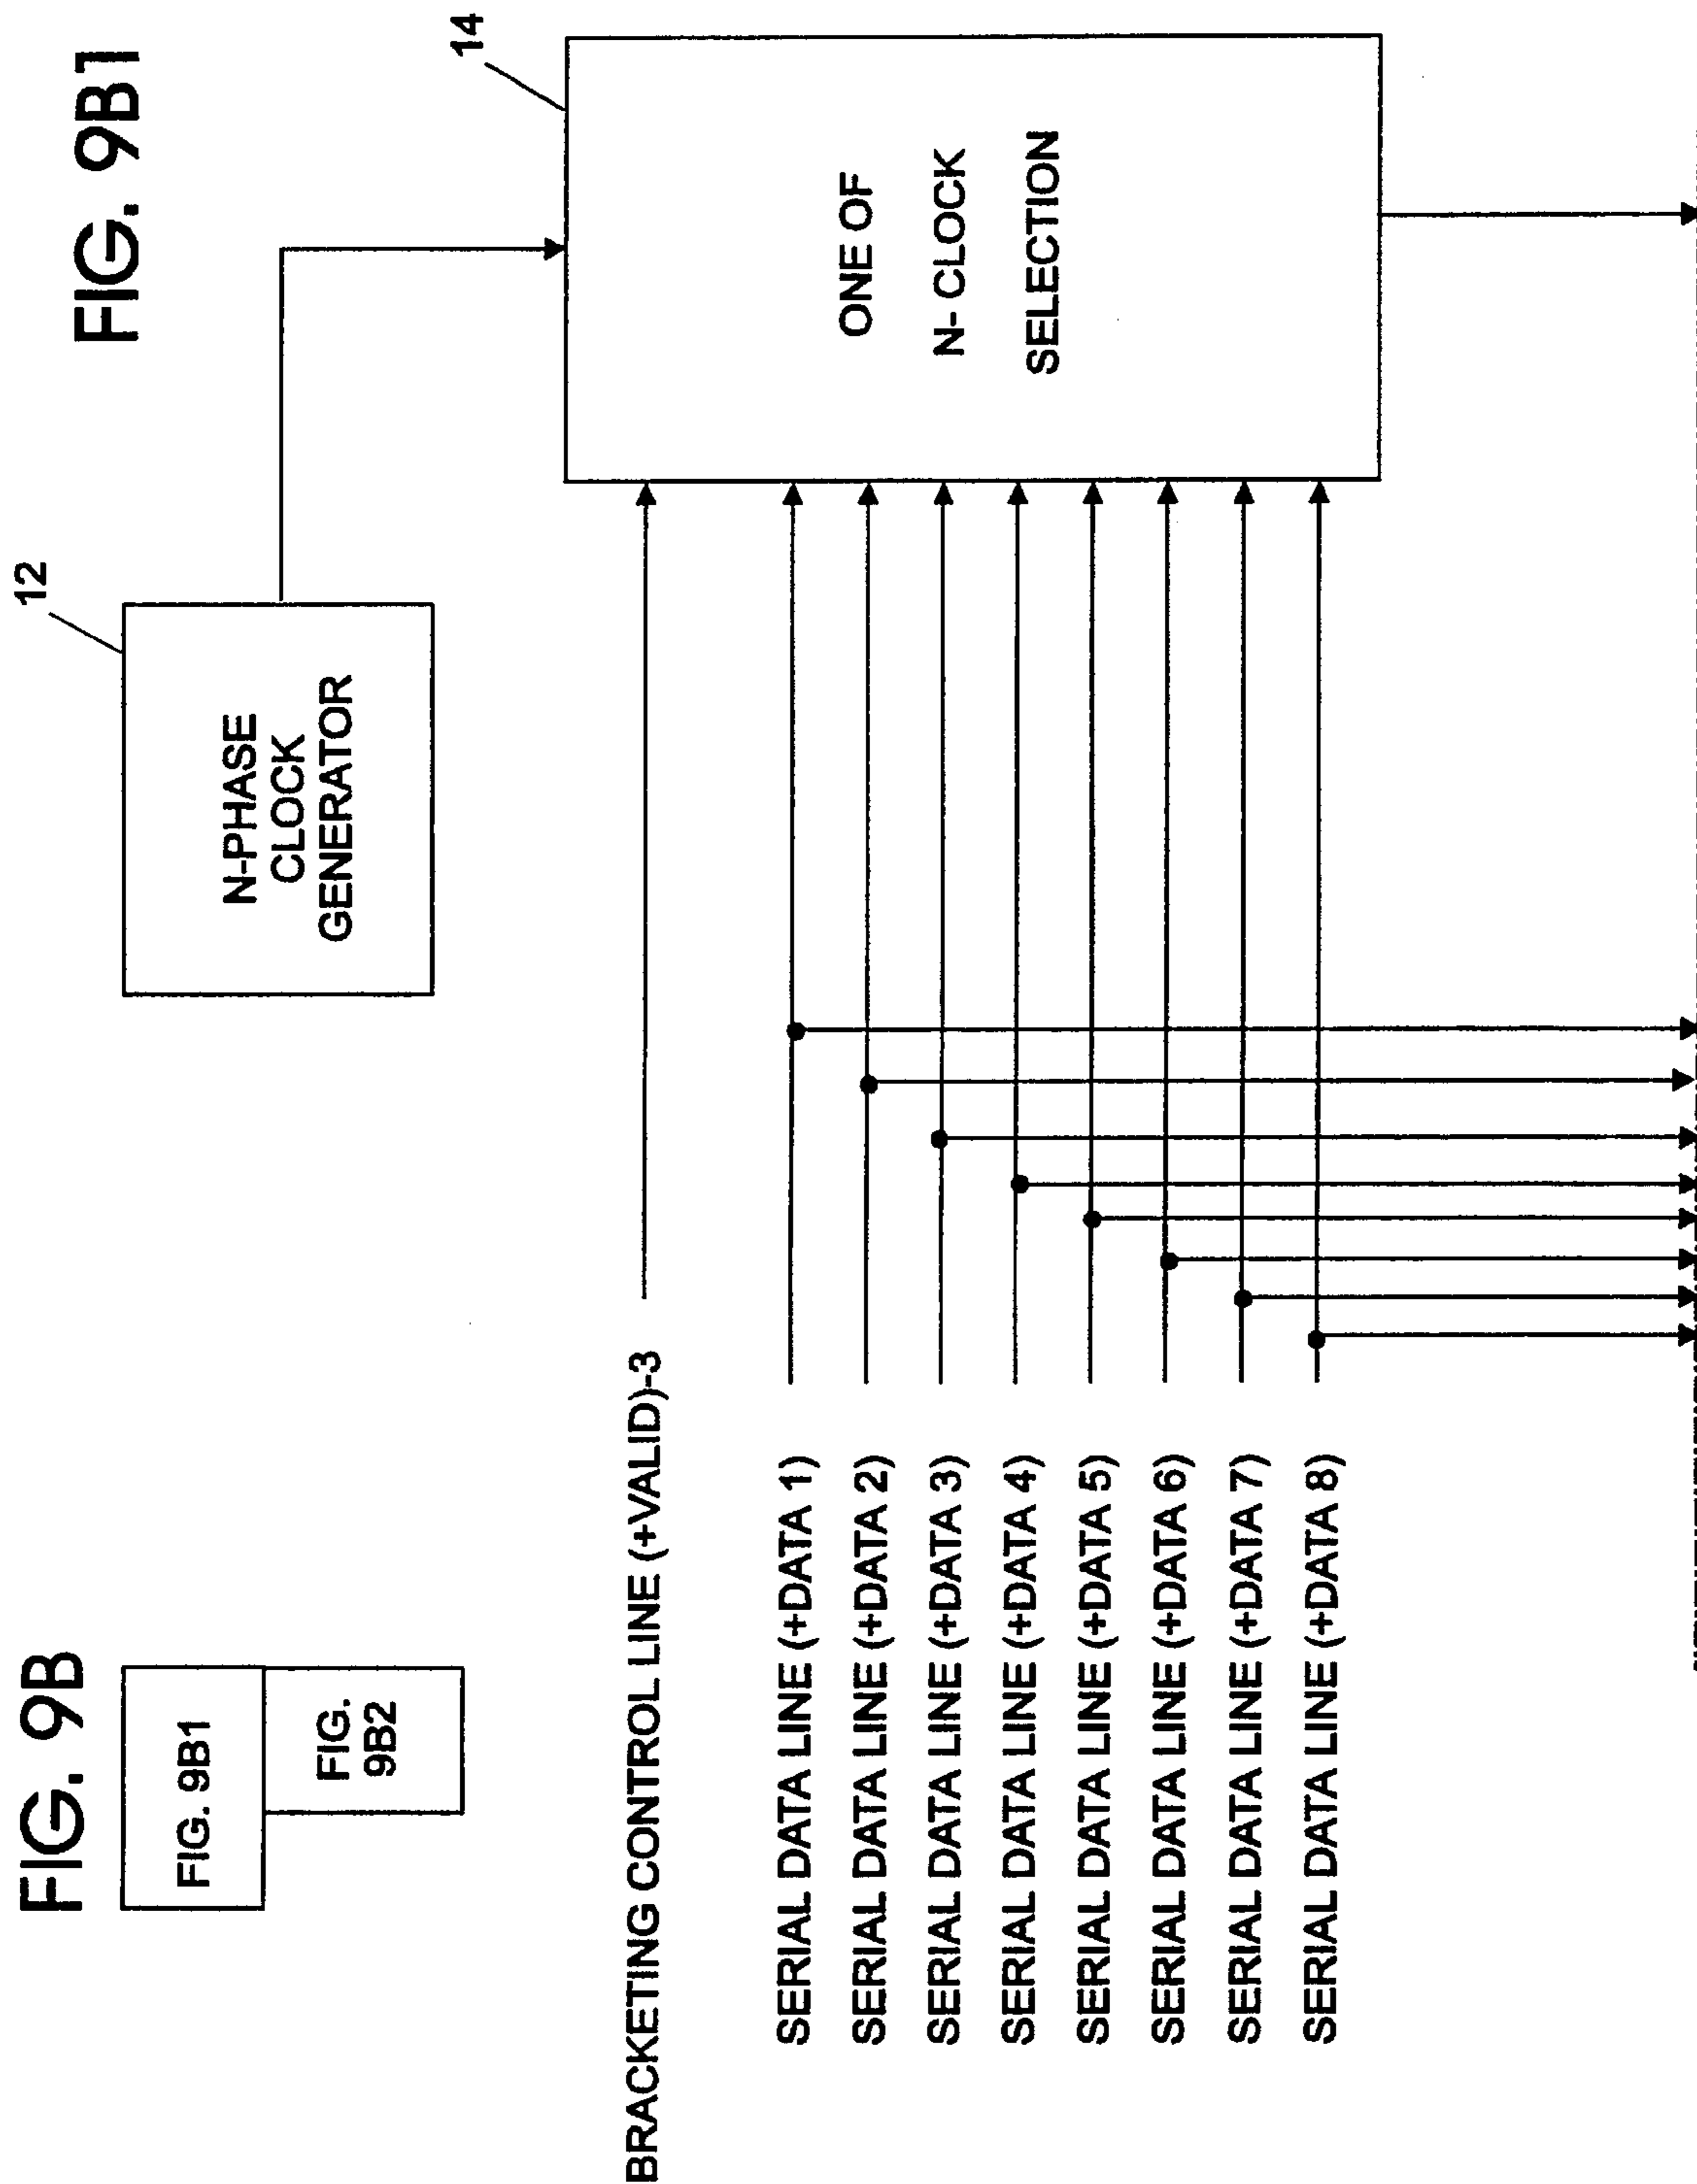 FIG. 9B
FIG. 9B1
FIG.
9B2
FIG. 9B1
12
N-PHASE
CLOCK
GENERATOR
14
ONE OF
N- CLOCK
SELECTION
BRACKETING CONTROL LINE (+VALID)-3
SERIAL DATA LINE (+DATA 1)
SERIAL DATA LINE (+DATA 2)
SERIAL DATA LINE (+DATA 3)
SERIAL DATA LINE (+DATA 4)
SERIAL DATA LINE (+DATA 5)
SERIAL DATA LINE (+DATA 6)
SERIAL DATA LINE (+DATA 7)
SERIAL DATA LINE (+DATA 8)